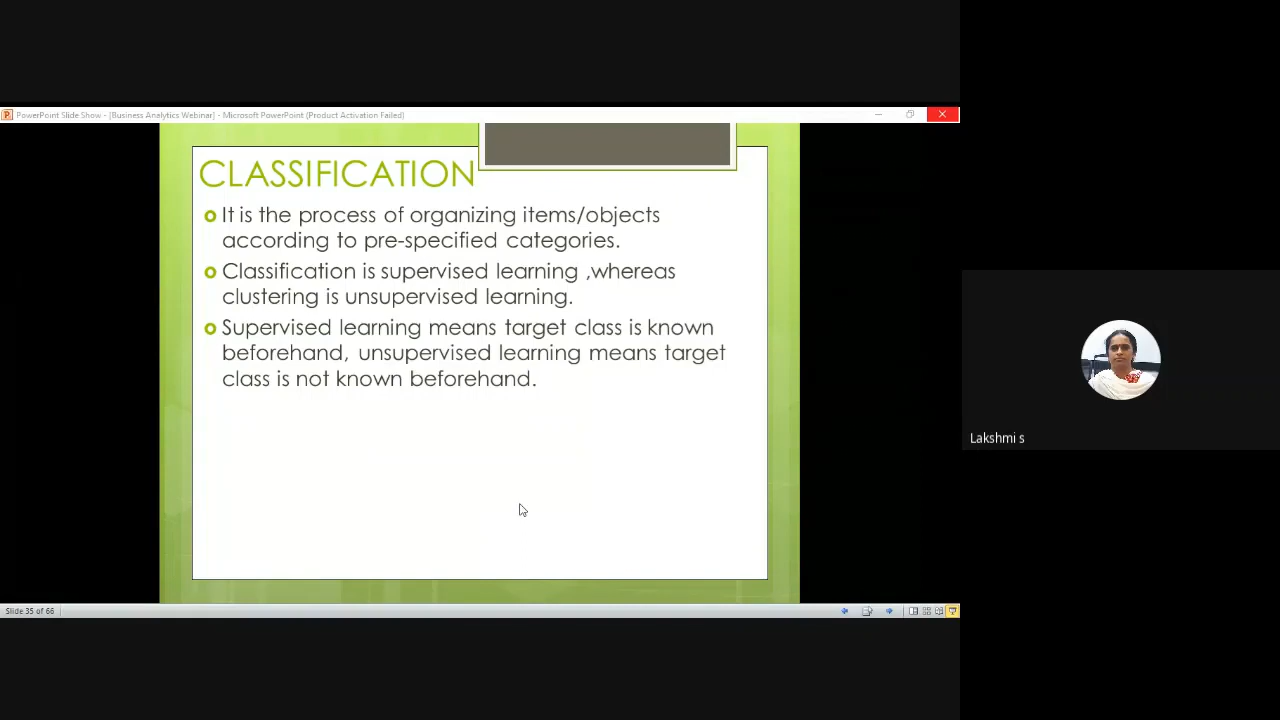 PowerPoint Slide Show - [Business Analytics Webinar] - Microsoft PowerPoint (Product Activation Failed)
CLASSIFICATION
It is the process of organizing items/objects
according to pre-specified categories.
Classification is supervised learning ,whereas
clustering is unsupervised learning.
Supervised learning means target class is known
beforehand, unsupervised learning means target
class is not known beforehand.
Lakshmi s
Slide 35 of 66